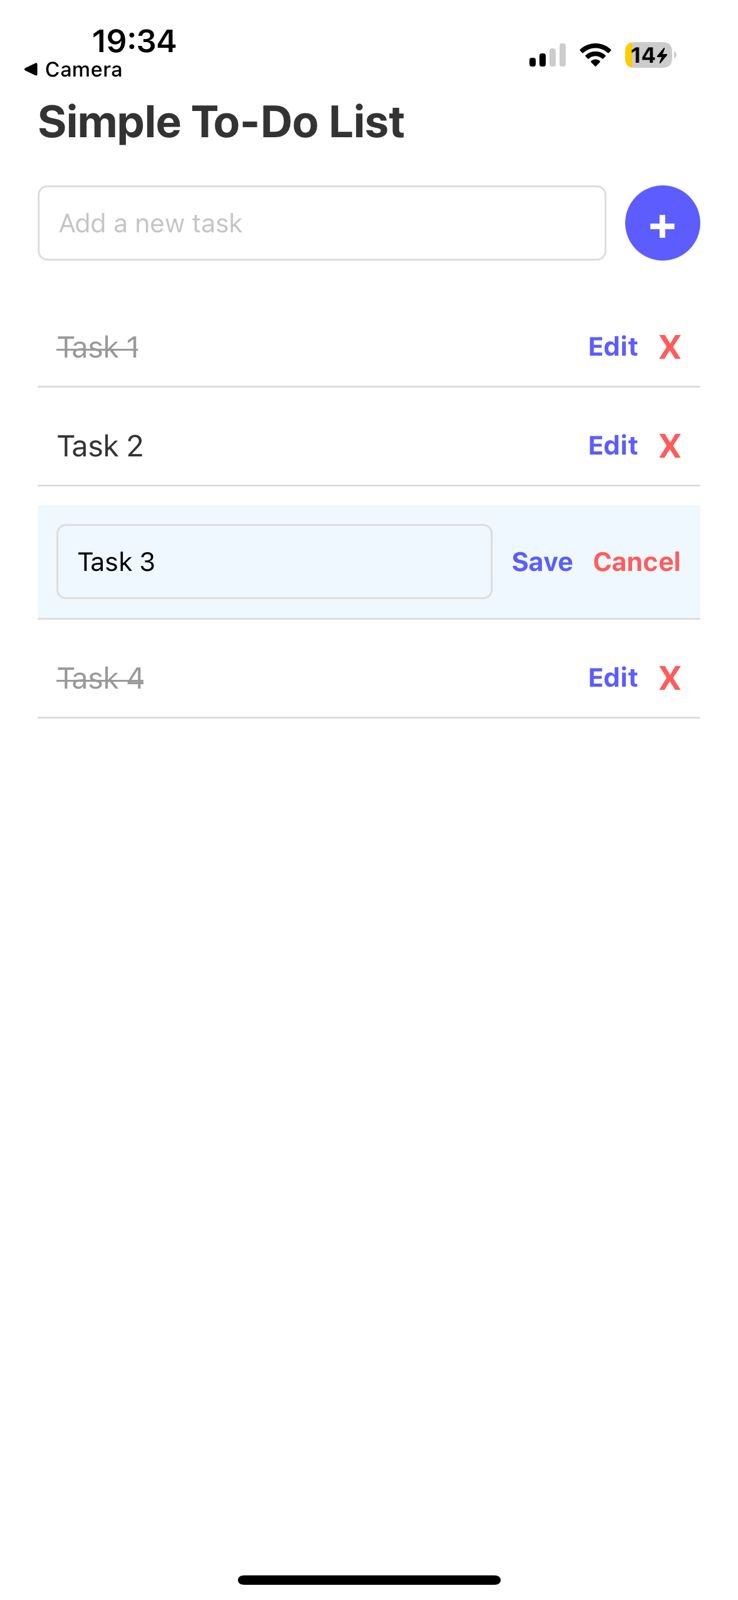 19:34
14
◀ Camera
Simple To-Do List
Add a new task
+
Task 1 Edit X
Task 2 Edit X
Task 3 Save Cancel
Task 4 Edit X